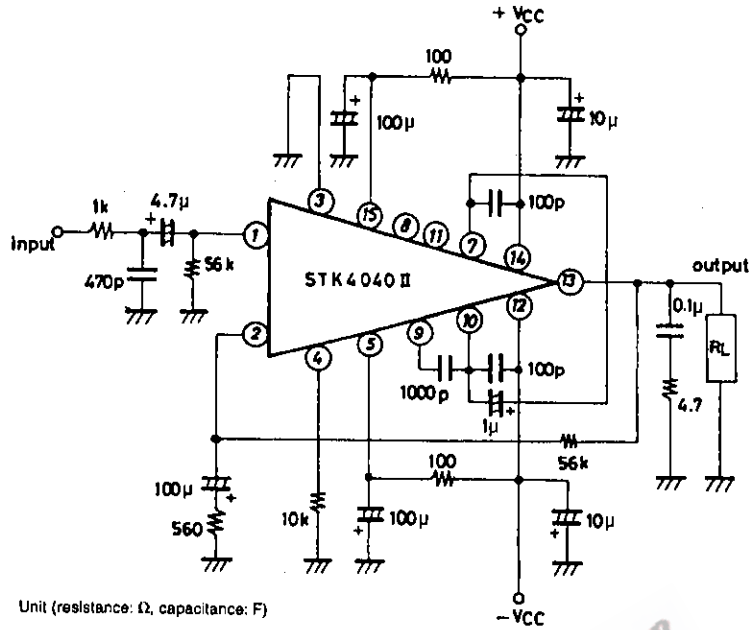 + VCC
100
+
100μ
+
10μ
3
15
8
11
7
100p
14
1k
4.7μ
+
input
1
470p
56k
STK4040II
13
output
0.1μ
RL
4.7
2
4
5
9
10
12
1000p
100p
1μ
+
56k
100μ
+
560
10k
100
+
100μ
+
10μ
- VCC
Unit (resistance: Ω, capacitance: F)